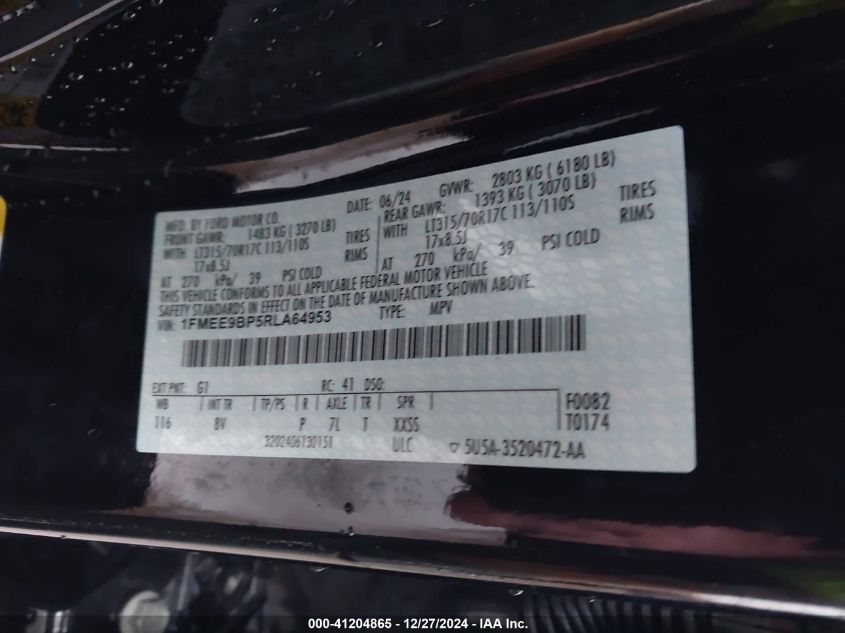 MFD. BY FORD MOTOR CO.
DATE: 06/24 GVWR: 2803 KG ( 6180 LB)
FRONT GAWR: 1483 KG ( 3270 LB) REAR GAWR: 1393 KG ( 3070 LB)
WITH LT315/70R17C 113/110S TIRES WITH LT315/70R17C 113/110S TIRES
17x8.5J RIMS 17x8.5J RIMS
AT 270 kPa/ 39 PSI COLD AT 270 kPa/ 39 PSI COLD
THIS VEHICLE CONFORMS TO ALL APPLICABLE FEDERAL MOTOR VEHICLE
SAFETY STANDARDS IN EFFECT ON THE DATE OF MANUFACTURE SHOWN ABOVE.
VIN: 1FMEE9BP5RLA64953 TYPE: MPV
EXT PNT: G1 RC: 41 DSO:
WB INT TR TP/PS R AXLE TR SPR F0082
116 8V P 7L T XXSS T0174
3202406130151 ULC ▽ 5U5A-3520472-AA
000-41204865 - 12/27/2024 - IAA Inc.